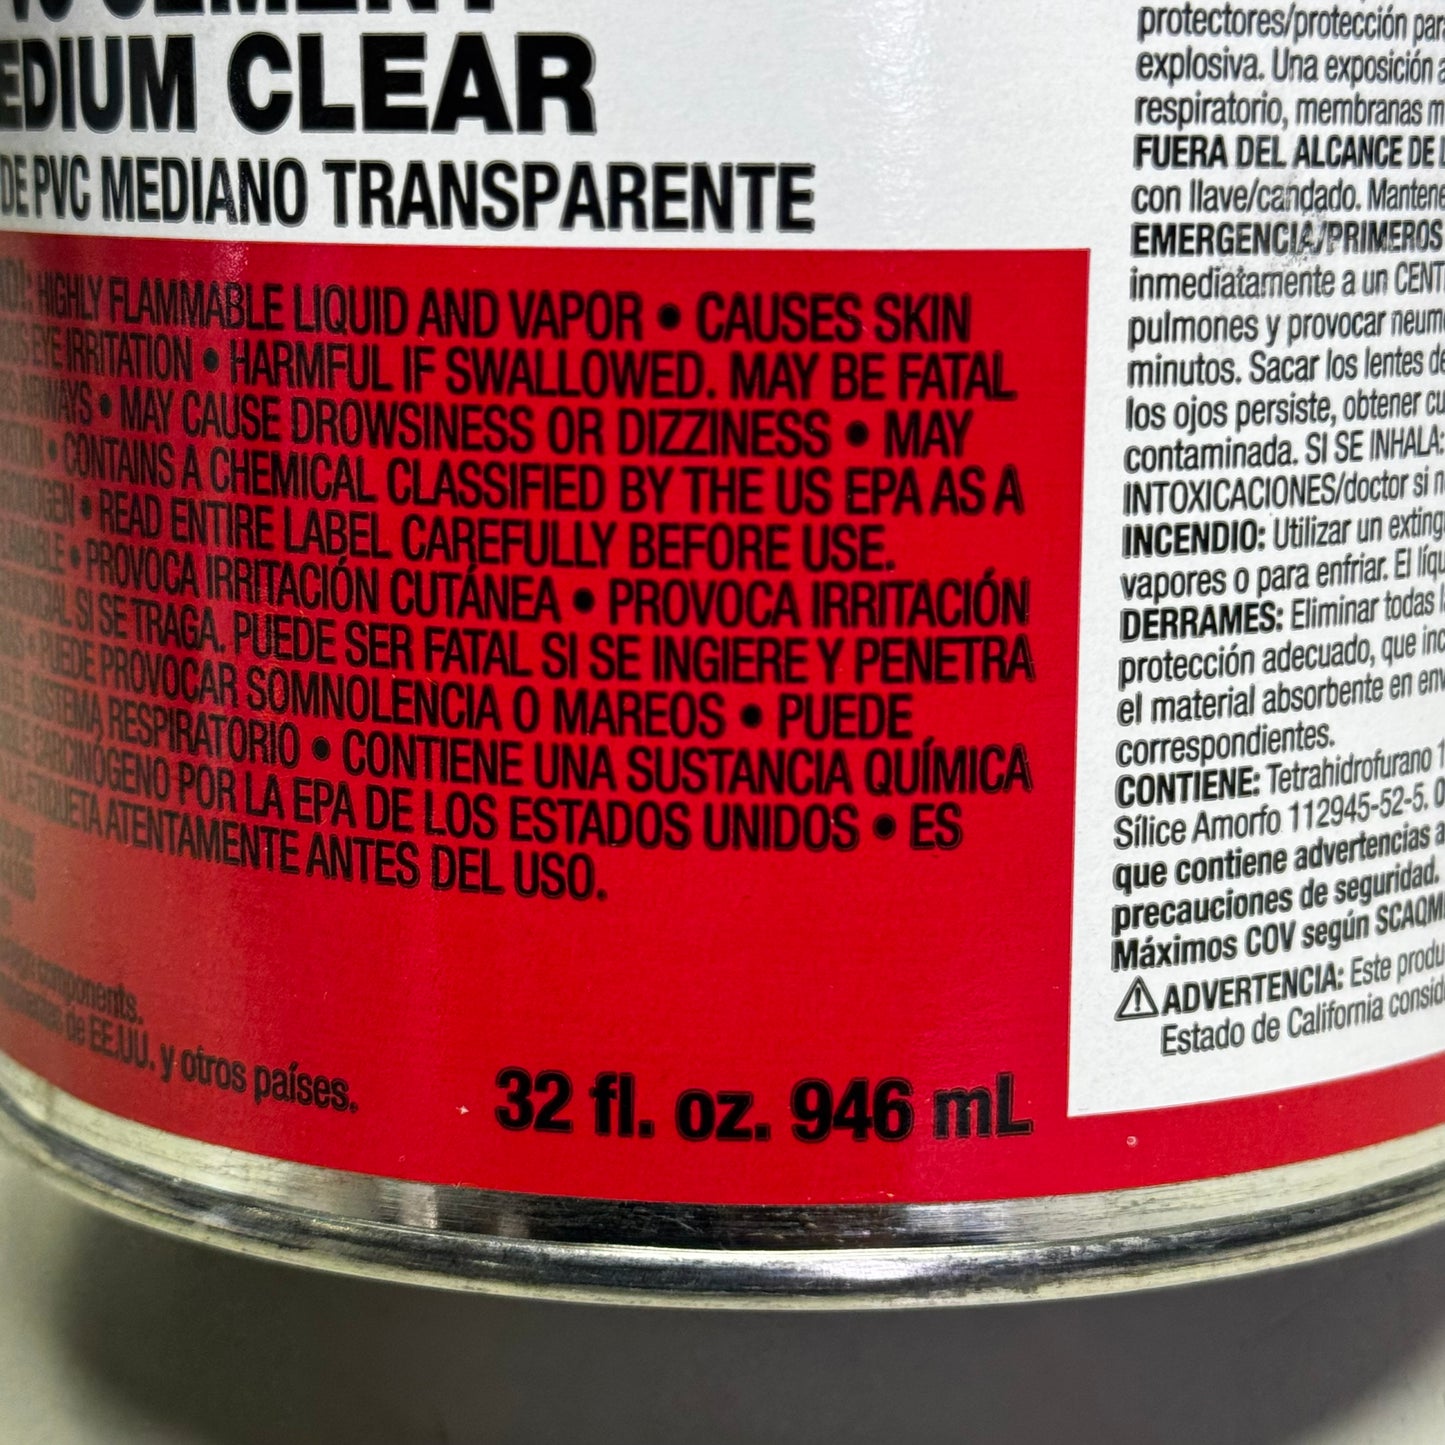 CEMENT
EDIUM CLEAR
DE PVC MEDIANO TRANSPARENTE
HIGHLY FLAMMABLE LIQUID AND VAPOR • CAUSES SKIN
EYE IRRITATION • HARMFUL IF SWALLOWED. MAY BE FATAL
AIRWAYS • MAY CAUSE DROWSINESS OR DIZZINESS • MAY
• CONTAINS A CHEMICAL CLASSIFIED BY THE US EPA AS A
• READ ENTIRE LABEL CAREFULLY BEFORE USE.
• PROVOCA IRRITACIÓN CUTÁNEA • PROVOCA IRRITACIÓN
SI SE TRAGA. PUEDE SER FATAL SI SE INGIERE Y PENETRA
• PUEDE PROVOCAR SOMNOLENCIA O MAREOS • PUEDE
SISTEMA RESPIRATORIO • CONTIENE UNA SUSTANCIA QUÍMICA
CARCINÓGENO POR LA EPA DE LOS ESTADOS UNIDOS • ES
ETIQUETA ATENTAMENTE ANTES DEL USO.
components.
de EE.UU. y otros países.
32 fl. oz. 946 mL
protectores/protección par
explosiva. Una exposición a
respiratorio, membranas m
FUERA DEL ALCANCE DE L
con llave/candado. Mantene
EMERGENCIA/PRIMEROS
inmediatamente a un CENT
pulmones y provocar neum
minutos. Sacar los lentes de
los ojos persiste, obtener cu
contaminada. SI SE INHALA:
INTOXICACIONES/doctor si n
INCENDIO: Utilizar un exting
vapores o para enfriar. El líqu
DERRAMES: Eliminar todas l
protección adecuado, que inc
el material absorbente en env
correspondientes.
CONTIENE: Tetrahidrofurano 1
Sílice Amorfo 112945-52-5. 0
que contiene advertencias a
precauciones de seguridad.
Máximos COV según SCAQM
⚠ ADVERTENCIA: Este produ
Estado de California consid